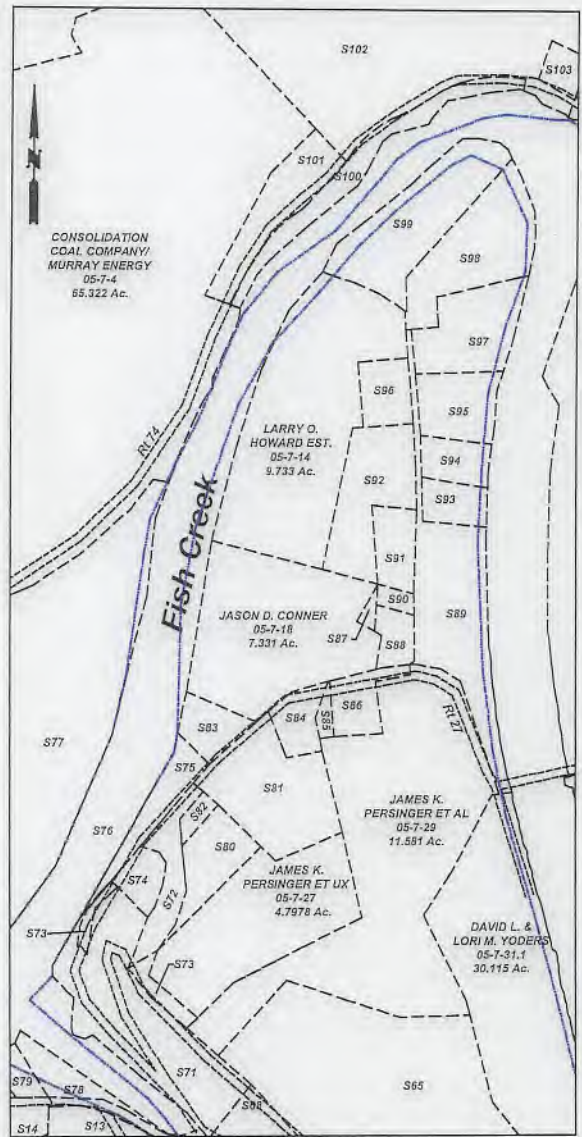 S102
S103
S101
S100
N
CONSOLIDATION
COAL COMPANY/
MURRAY ENERGY
05-7-4
65.322 Ac.
S99
S98
S97
S96
S95
Rt 74
LARRY O.
HOWARD EST.
05-7-14
9.733 Ac.
S92
S94
S93
Fish Creek
S91
S90
JASON D. CONNER
05-7-18
7.331 Ac.
S87
S88
S89
S77
S83
S84
S85
S86
Rt 27
S75
S76
S81
S82
JAMES K.
PERSINGER ET AL
05-7-29
11.581 Ac.
S80
S74
S72
JAMES K.
PERSINGER ET UX
05-7-27
4.7978 Ac.
S73
DAVID L. &
LORI M. YODERS
05-7-31.1
30.115 Ac.
S73
S71
S79
S78
S65
S68
S14
S13